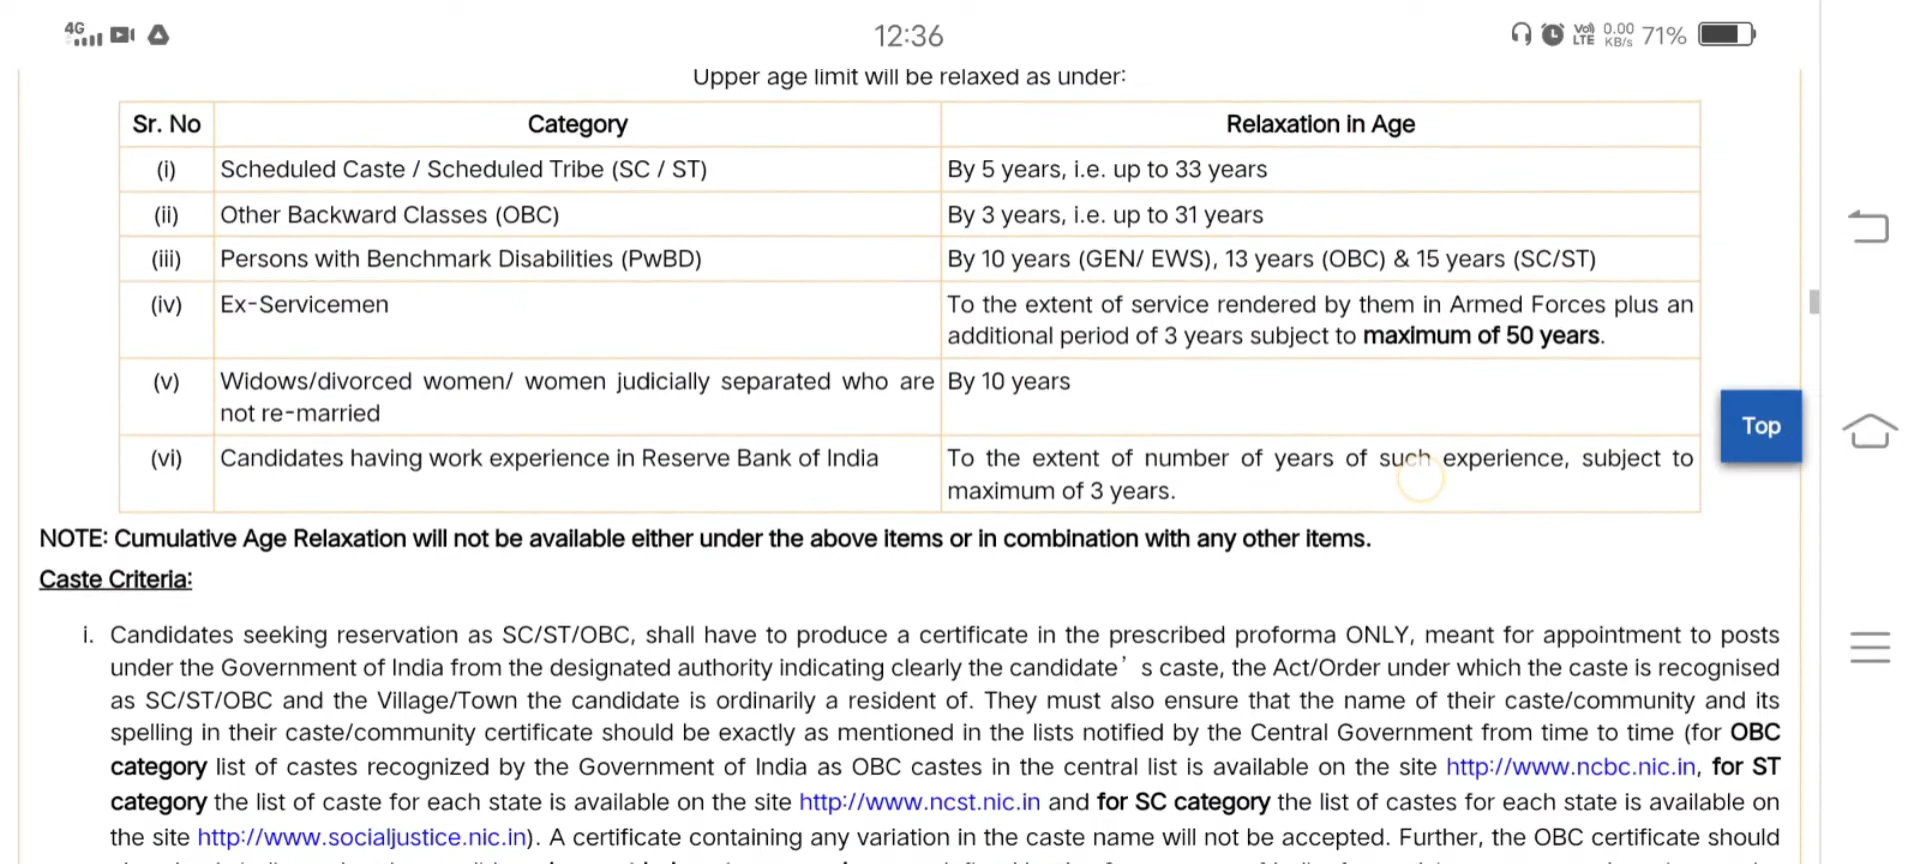 4G 12:36 Vo) LTE 0.00 KB/s 71%
Upper age limit will be relaxed as under:
Sr. No Category Relaxation in Age
(i) Scheduled Caste / Scheduled Tribe (SC / ST) By 5 years, i.e. up to 33 years
(ii) Other Backward Classes (OBC) By 3 years, i.e. up to 31 years
(iii) Persons with Benchmark Disabilities (PwBD) By 10 years (GEN/ EWS), 13 years (OBC) & 15 years (SC/ST)
(iv) Ex-Servicemen To the extent of service rendered by them in Armed Forces plus an
additional period of 3 years subject to maximum of 50 years.
(v) Widows/divorced women/ women judicially separated who are By 10 years
not re-married
Top
(vi) Candidates having work experience in Reserve Bank of India To the extent of number of years of such experience, subject to
maximum of 3 years.
NOTE: Cumulative Age Relaxation will not be available either under the above items or in combination with any other items.
Caste Criteria:
i. Candidates seeking reservation as SC/ST/OBC, shall have to produce a certificate in the prescribed proforma ONLY, meant for appointment to posts
under the Government of India from the designated authority indicating clearly the candidate’ s caste, the Act/Order under which the caste is recognised
as SC/ST/OBC and the Village/Town the candidate is ordinarily a resident of. They must also ensure that the name of their caste/community and its
spelling in their caste/community certificate should be exactly as mentioned in the lists notified by the Central Government from time to time (for OBC
category list of castes recognized by the Government of India as OBC castes in the central list is available on the site http://www.ncbc.nic.in, for ST
category the list of caste for each state is available on the site http://www.ncst.nic.in and for SC category the list of castes for each state is available on
the site http://www.socialjustice.nic.in). A certificate containing any variation in the caste name will not be accepted. Further, the OBC certificate should